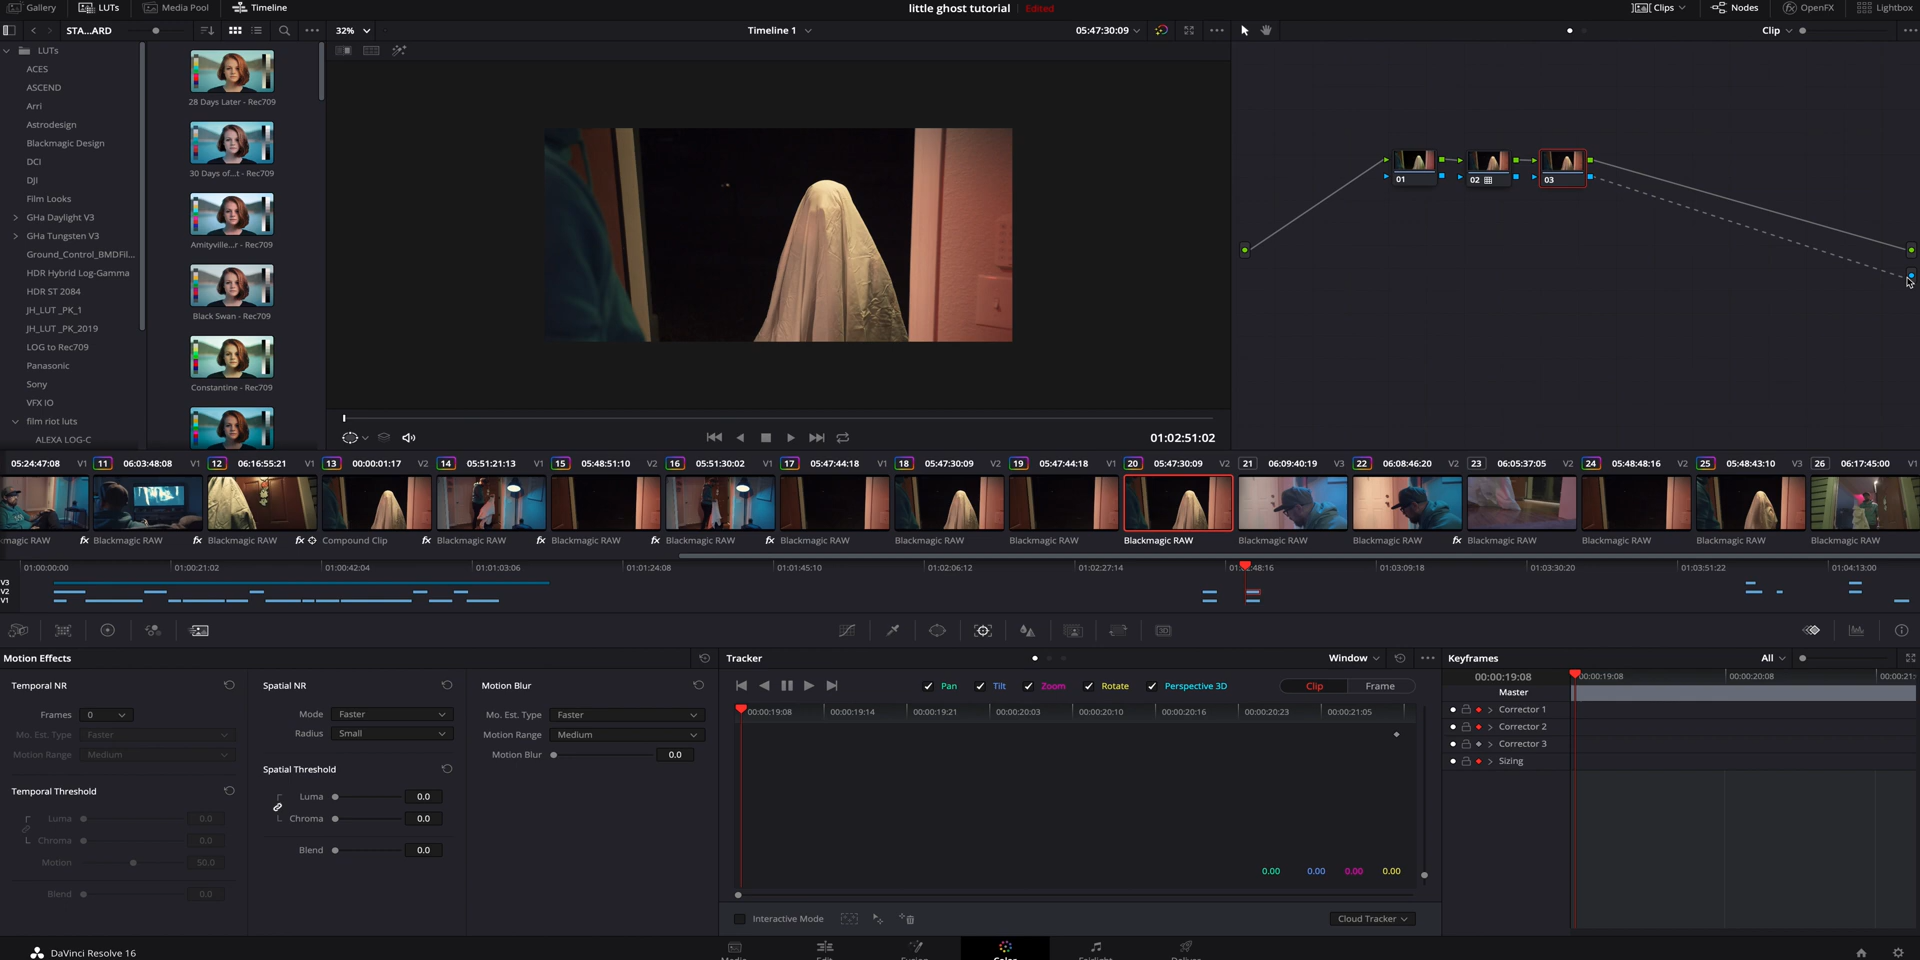 Gallery LUTs Media Pool Timeline little ghost tutorial Edited Clips Nodes OpenFX Lightbox
STA...ARD 32% Timeline 1 05:47:30:09 Clip
LUTs
ACES
ASCEND
Arri
Astrodesign
Blackmagic Design
DCI
DJI
Film Looks
GHa Daylight V3
GHa Tungsten V3
Ground_Control_BMDFil...
HDR Hybrid Log-Gamma
HDR ST 2084
JH_LUT _PK_1
JH_LUT _PK_2019
LOG to Rec709
Panasonic
Sony
VFX IO
film riot luts
ALEXA LOG-C
28 Days Later - Rec709
30 Days of...t - Rec709
Amityville...r - Rec709
Black Swan - Rec709
Constantine - Rec709
01 02 03
01:02:51:02
05:24:47:08 V1 11 06:03:48:08 V1 12 06:16:55:21 V1 13 00:00:01:17 V2 14 05:51:21:13 V1 15 05:48:51:10 V2 16 05:51:30:02 V1 17 05:47:44:18 V1 18 05:47:30:09 V2 19 05:47:44:18 V1 20 05:47:30:09 V2 21 06:09:40:19 V3 22 06:08:46:20 V2 23 06:05:37:05 V2 24 05:48:48:16 V2 25 05:48:43:10 V3 26 06:17:45:00 V1
magic RAW fx Blackmagic RAW fx Blackmagic RAW fx Compound Clip fx Blackmagic RAW fx Blackmagic RAW fx Blackmagic RAW fx Blackmagic RAW Blackmagic RAW Blackmagic RAW Blackmagic RAW Blackmagic RAW Blackmagic RAW fx Blackmagic RAW Blackmagic RAW Blackmagic RAW Blackmagic RAW
01:00:00:00 01:00:21:02 01:00:42:04 01:01:03:06 01:01:24:08 01:01:45:10 01:02:06:12 01:02:27:14 :48:16 01:03:09:18 01:03:30:20 01:03:51:22 01:04:13:00
V3
V2
V1
3D
Motion Effects
Temporal NR
Frames 0
Mo. Est. Type Faster
Motion Range Medium
Temporal Threshold
Luma 0.0
Chroma 0.0
Motion 50.0
Blend 0.0
Spatial NR
Mode Faster
Radius Small
Spatial Threshold
Luma 0.0
Chroma 0.0
Blend 0.0
Motion Blur
Mo. Est. Type Faster
Motion Range Medium
Motion Blur 0.0
Tracker Window
Pan Tilt Zoom Rotate Perspective 3D Clip Frame
00:00:19:08 00:00:19:14 00:00:19:21 00:00:20:03 00:00:20:10 00:00:20:16 00:00:20:23 00:00:21:05
0.00 0.00 0.00 0.00
Interactive Mode Cloud Tracker
Keyframes All
00:00:19:08 00:00:19:08 00:00:20:08 00:00:21:
Master
Corrector 1
Corrector 2
Corrector 3
Sizing
DaVinci Resolve 16 Media Edit Fusion Color Fairlight Deliver